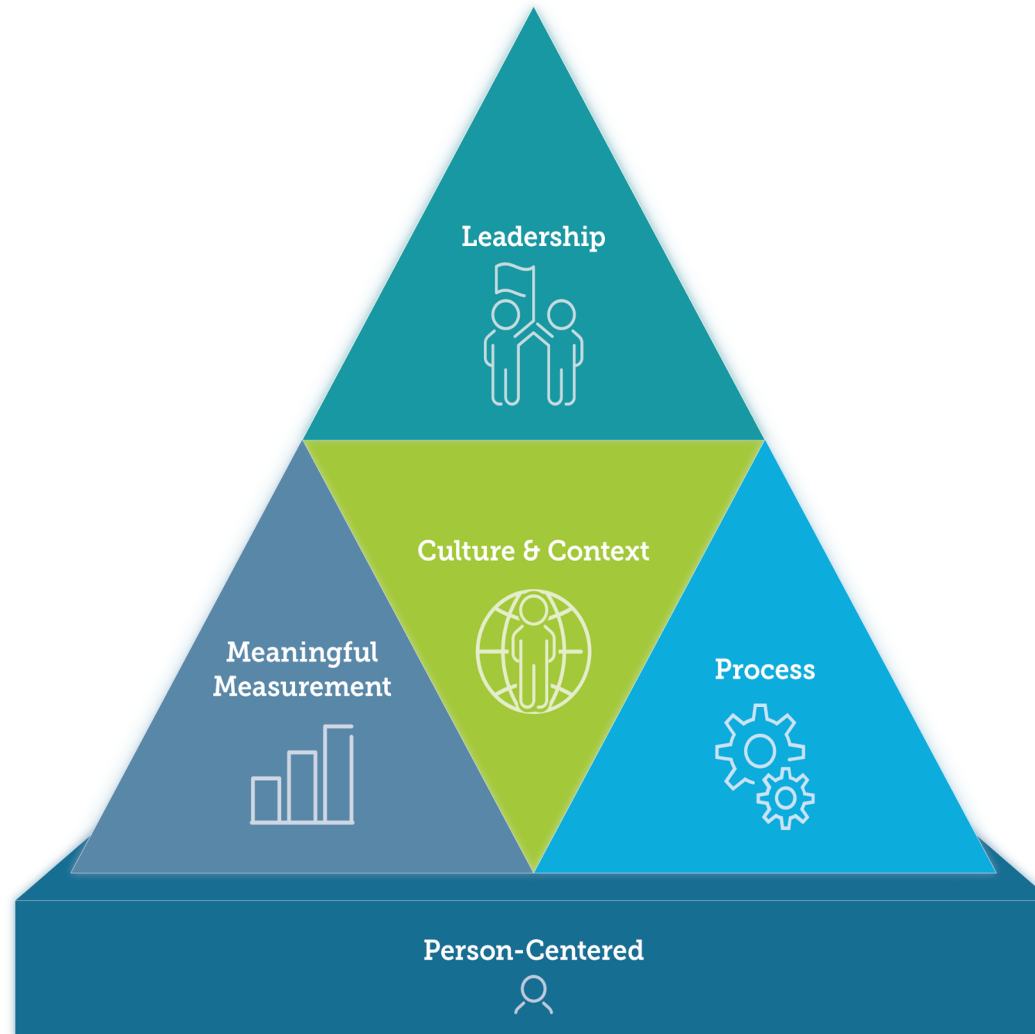 Leadership
Culture & Context
Meaningful
Measurement
Process
Person-Centered